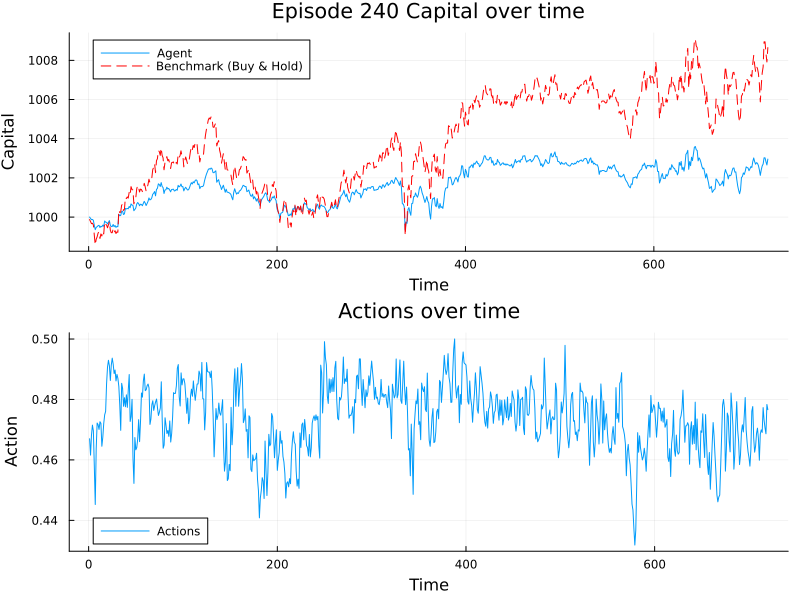 Episode 240 Capital over time
1008
1006
1004
1002
1000
Capital
Agent
Benchmark (Buy & Hold)
0
200
400
600
Time
Actions over time
0.50
0.48
0.46
0.44
Action
Actions
0
200
400
600
Time